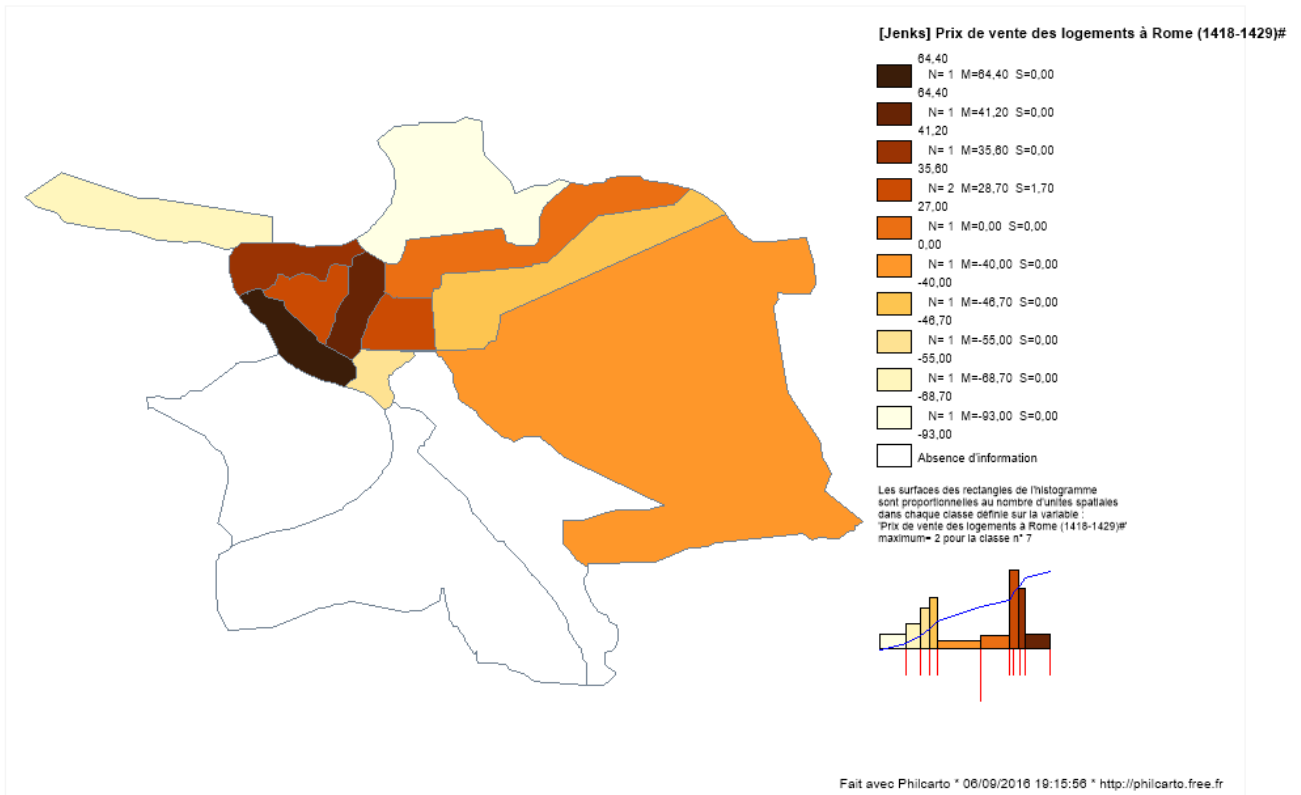 [Jenks] Prix de vente des logements à Rome (1418-1429)#
64,40
N= 1 M=64,40 S=0,00
64,40
N= 1 M=41,20 S=0,00
41,20
N= 1 M=35,60 S=0,00
35,60
N= 2 M=28,70 S=1,70
27,00
N= 1 M=0,00 S=0,00
0,00
N= 1 M=-40,00 S=0,00
-40,00
N= 1 M=-46,70 S=0,00
-46,70
N= 1 M=-55,00 S=0,00
-55,00
N= 1 M=-68,70 S=0,00
-68,70
N= 1 M=-93,00 S=0,00
-93,00
Absence d'information
Les surfaces des rectangles de l'histogramme
sont proportionnelles au nombre d'unites spatiales
dans chaque classe definie sur la variable :
'Prix de vente des logements à Rome (1418-1429)#'
maximum= 2 pour la classe n° 7
Fait avec Philcarto * 06/09/2016 19:15:56 * http://philcarto.free.fr